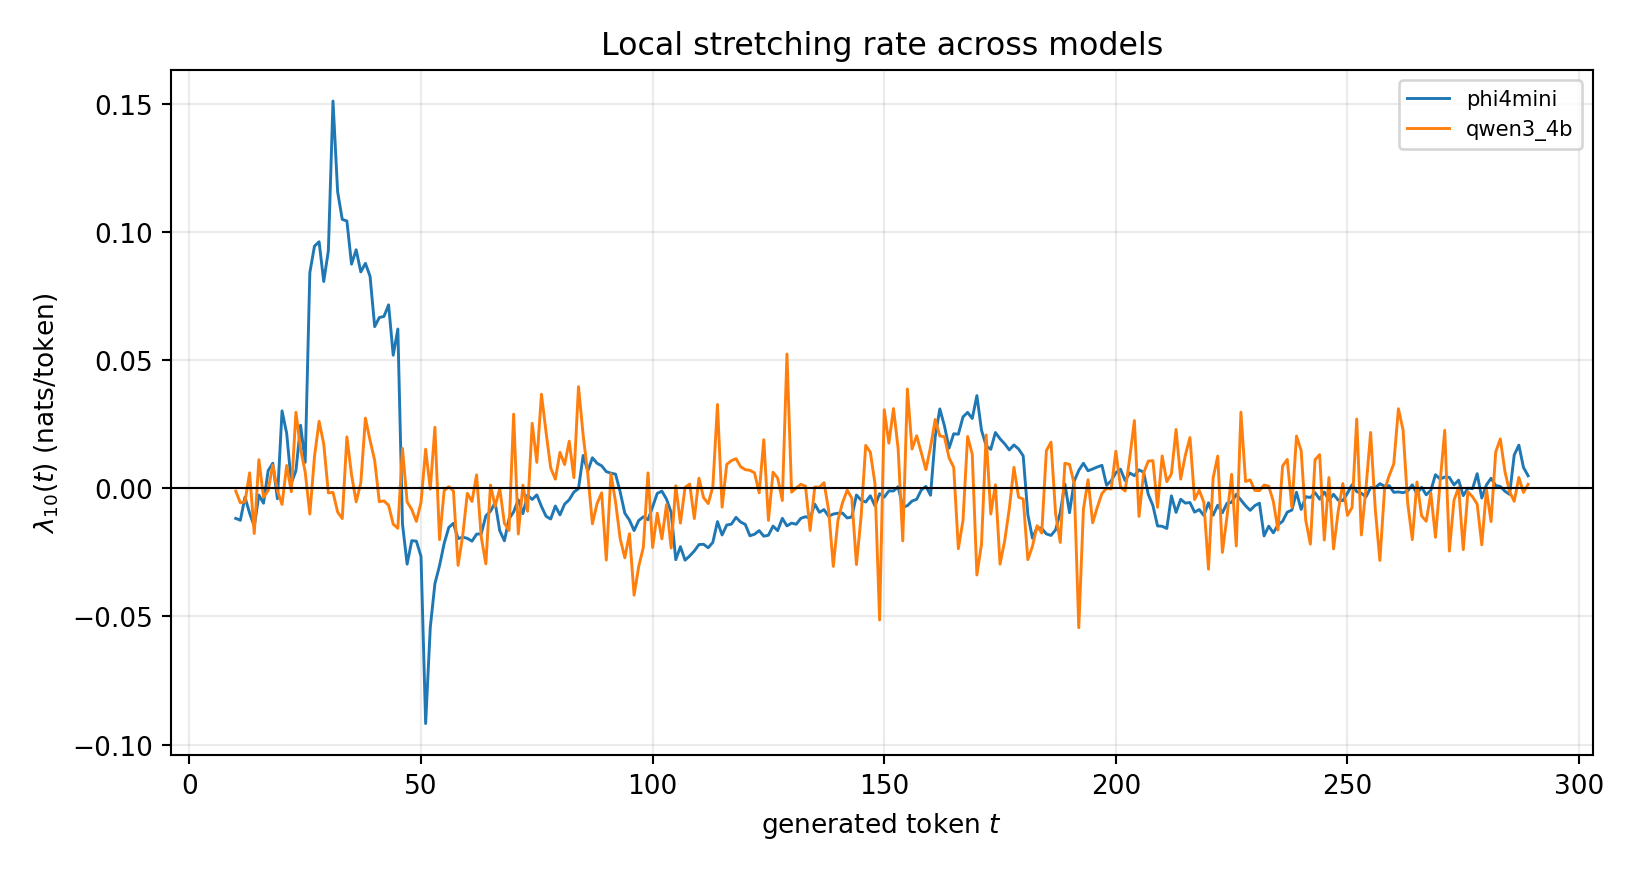 Local stretching rate across models
phi4mini
qwen3_4b
0.15
0.10
0.05
0.00
−0.05
−0.10
λ₁₀(t) (nats/token)
0 50 100 150 200 250 300
generated token t